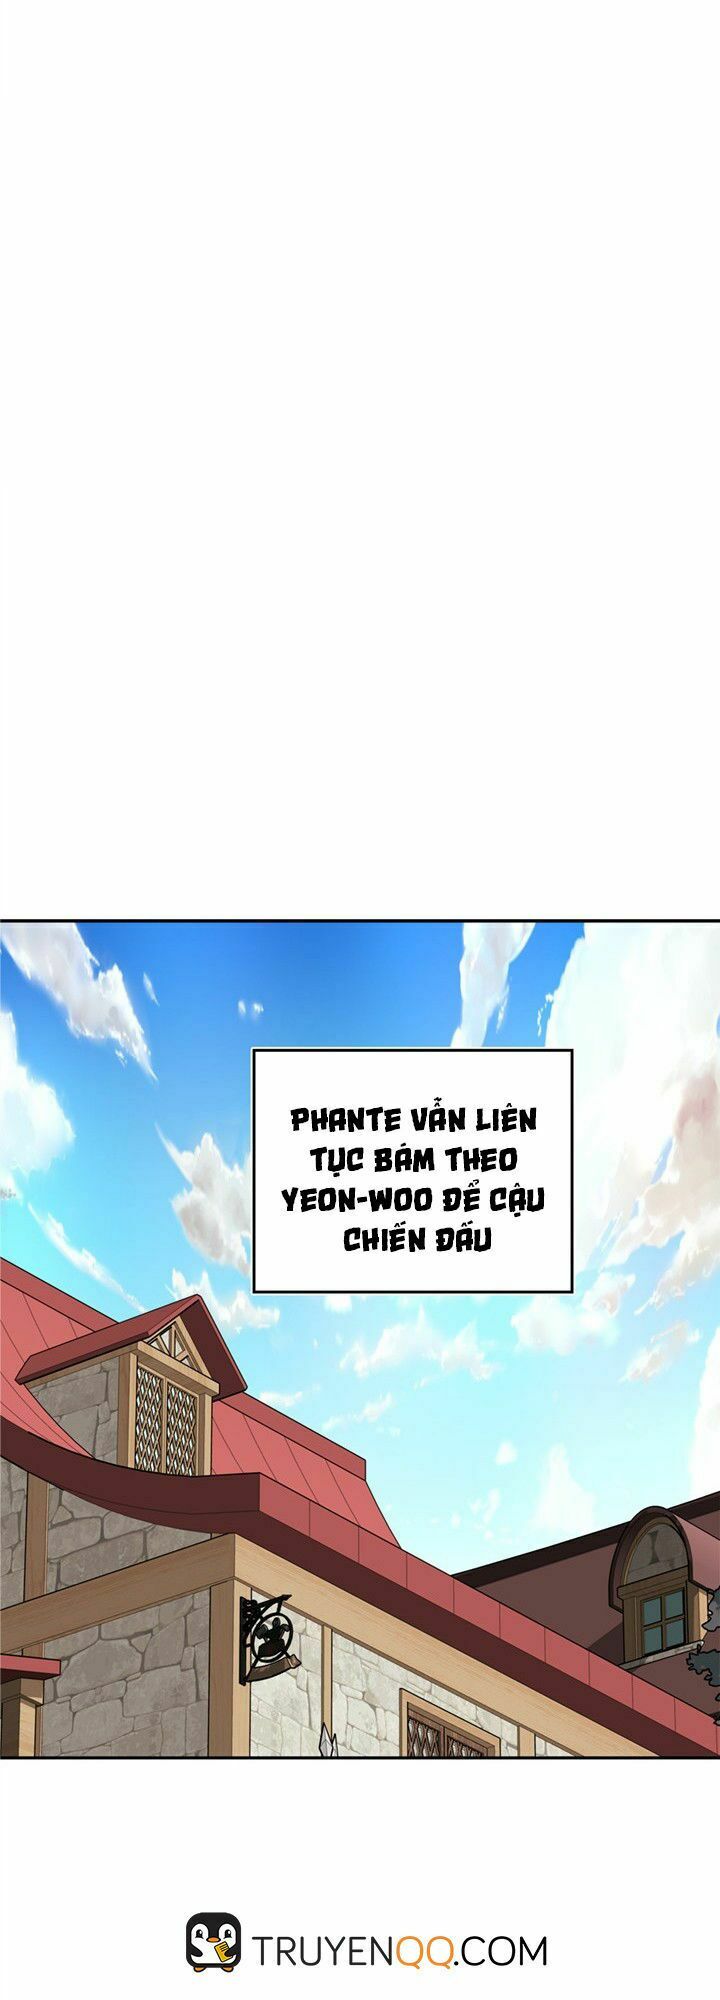 PHANTE VẪN LIÊN
TỤC BÁM THEO
YEON-WOO ĐỂ CẬU
CHIẾN ĐẤU
TRUYENQQ.COM